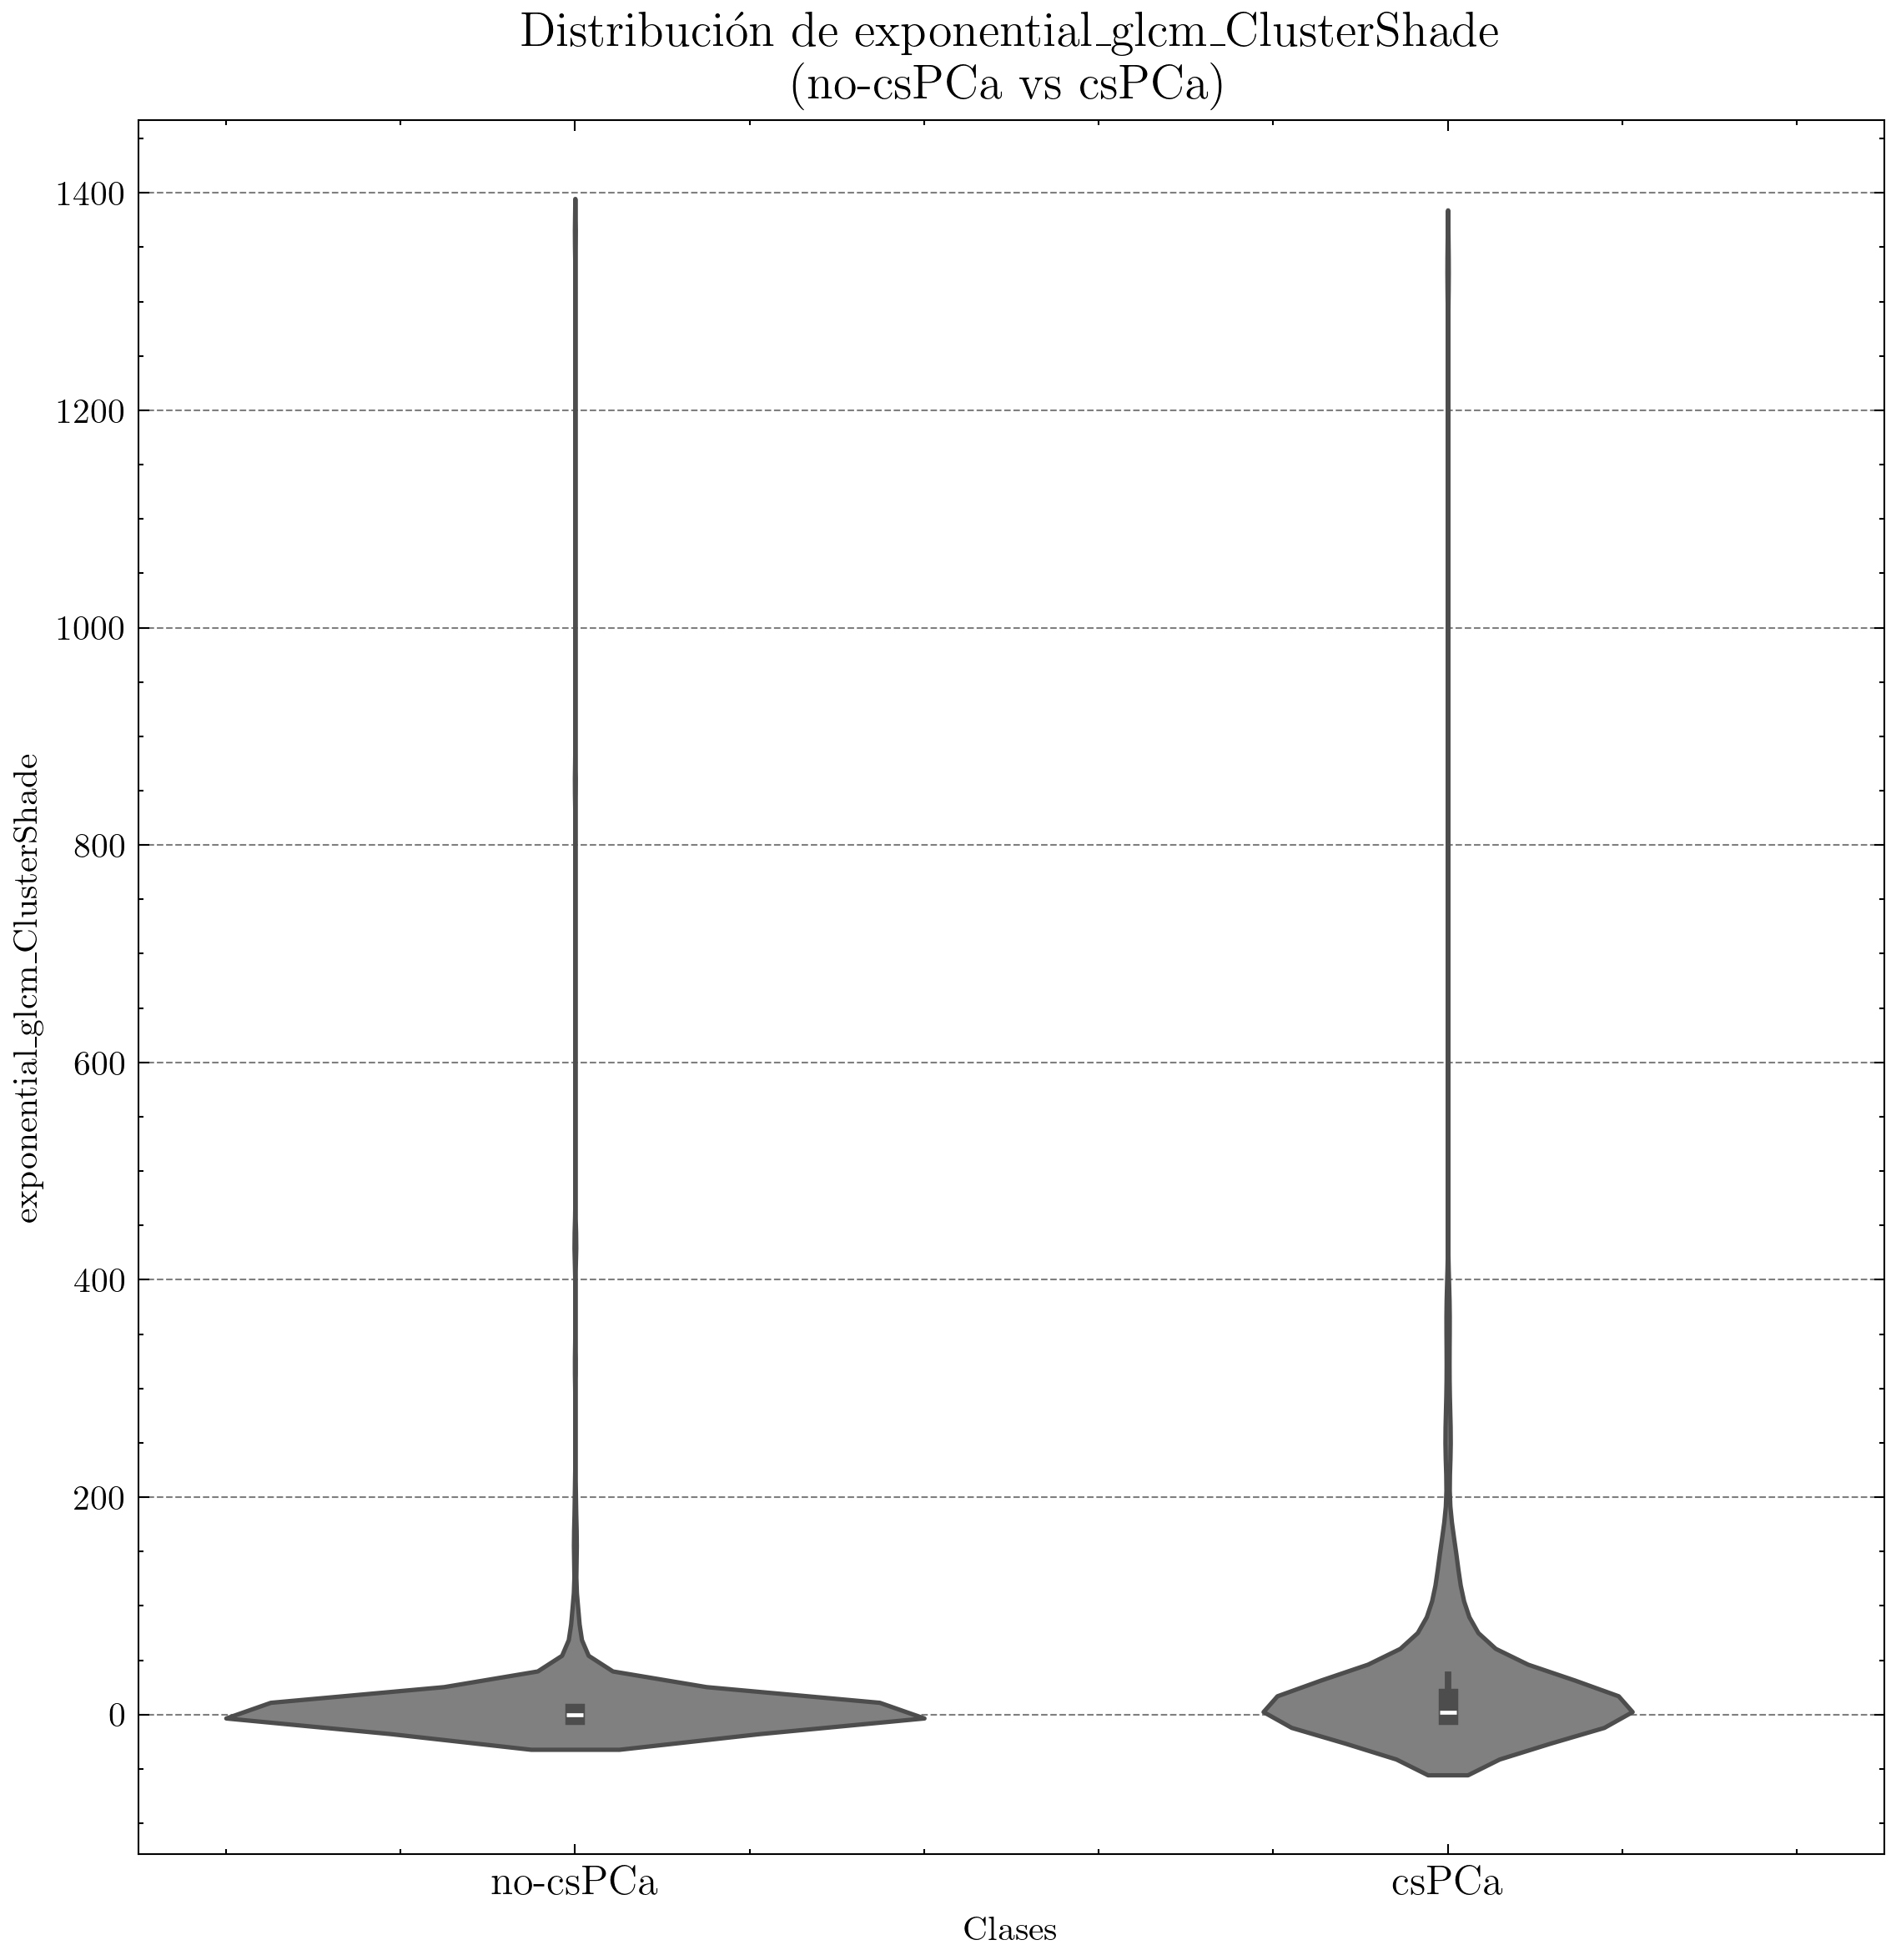 Distribución de exponential_glcm_ClusterShade
(no-csPCa vs csPCa)
1400
1200
1000
800
600
400
200
0
exponential_glcm_ClusterShade
no-csPCa
csPCa
Clases